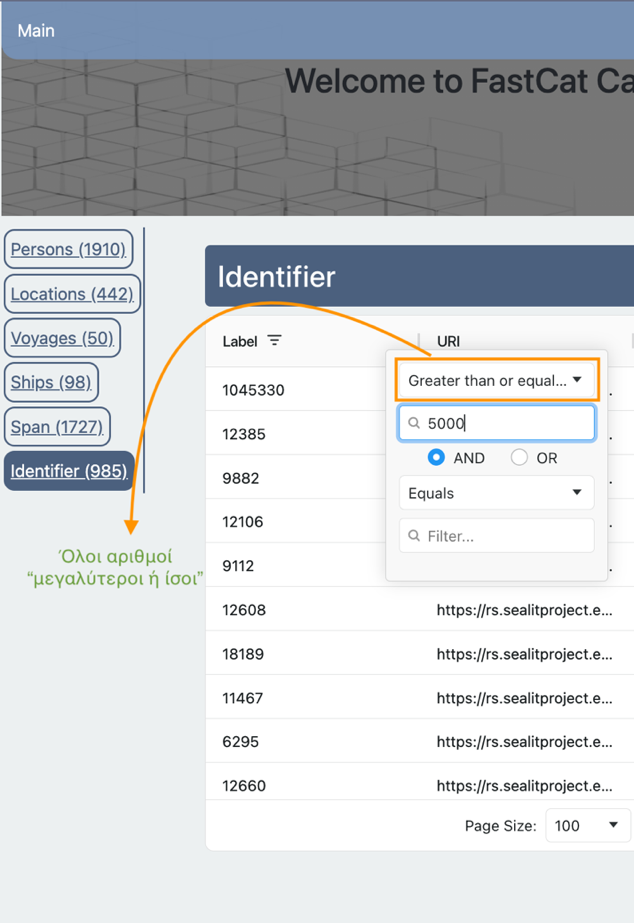 Main
Welcome to FastCat Ca
Persons (1910)
Locations (442)
Voyages (50)
Ships (98)
Span (1727)
Identifier (985)
Όλοι αριθμοί
“μεγαλύτεροι ή ίσοι”
Identifier
Label URI
1045330
12385
9882
12106
9112
Greater than or equal...
5000
AND OR
Equals
Filter...
12608 https://rs.sealitproject.e...
18189 https://rs.sealitproject.e...
11467 https://rs.sealitproject.e...
6295 https://rs.sealitproject.e...
12660 https://rs.sealitproject.e...
Page Size: 100